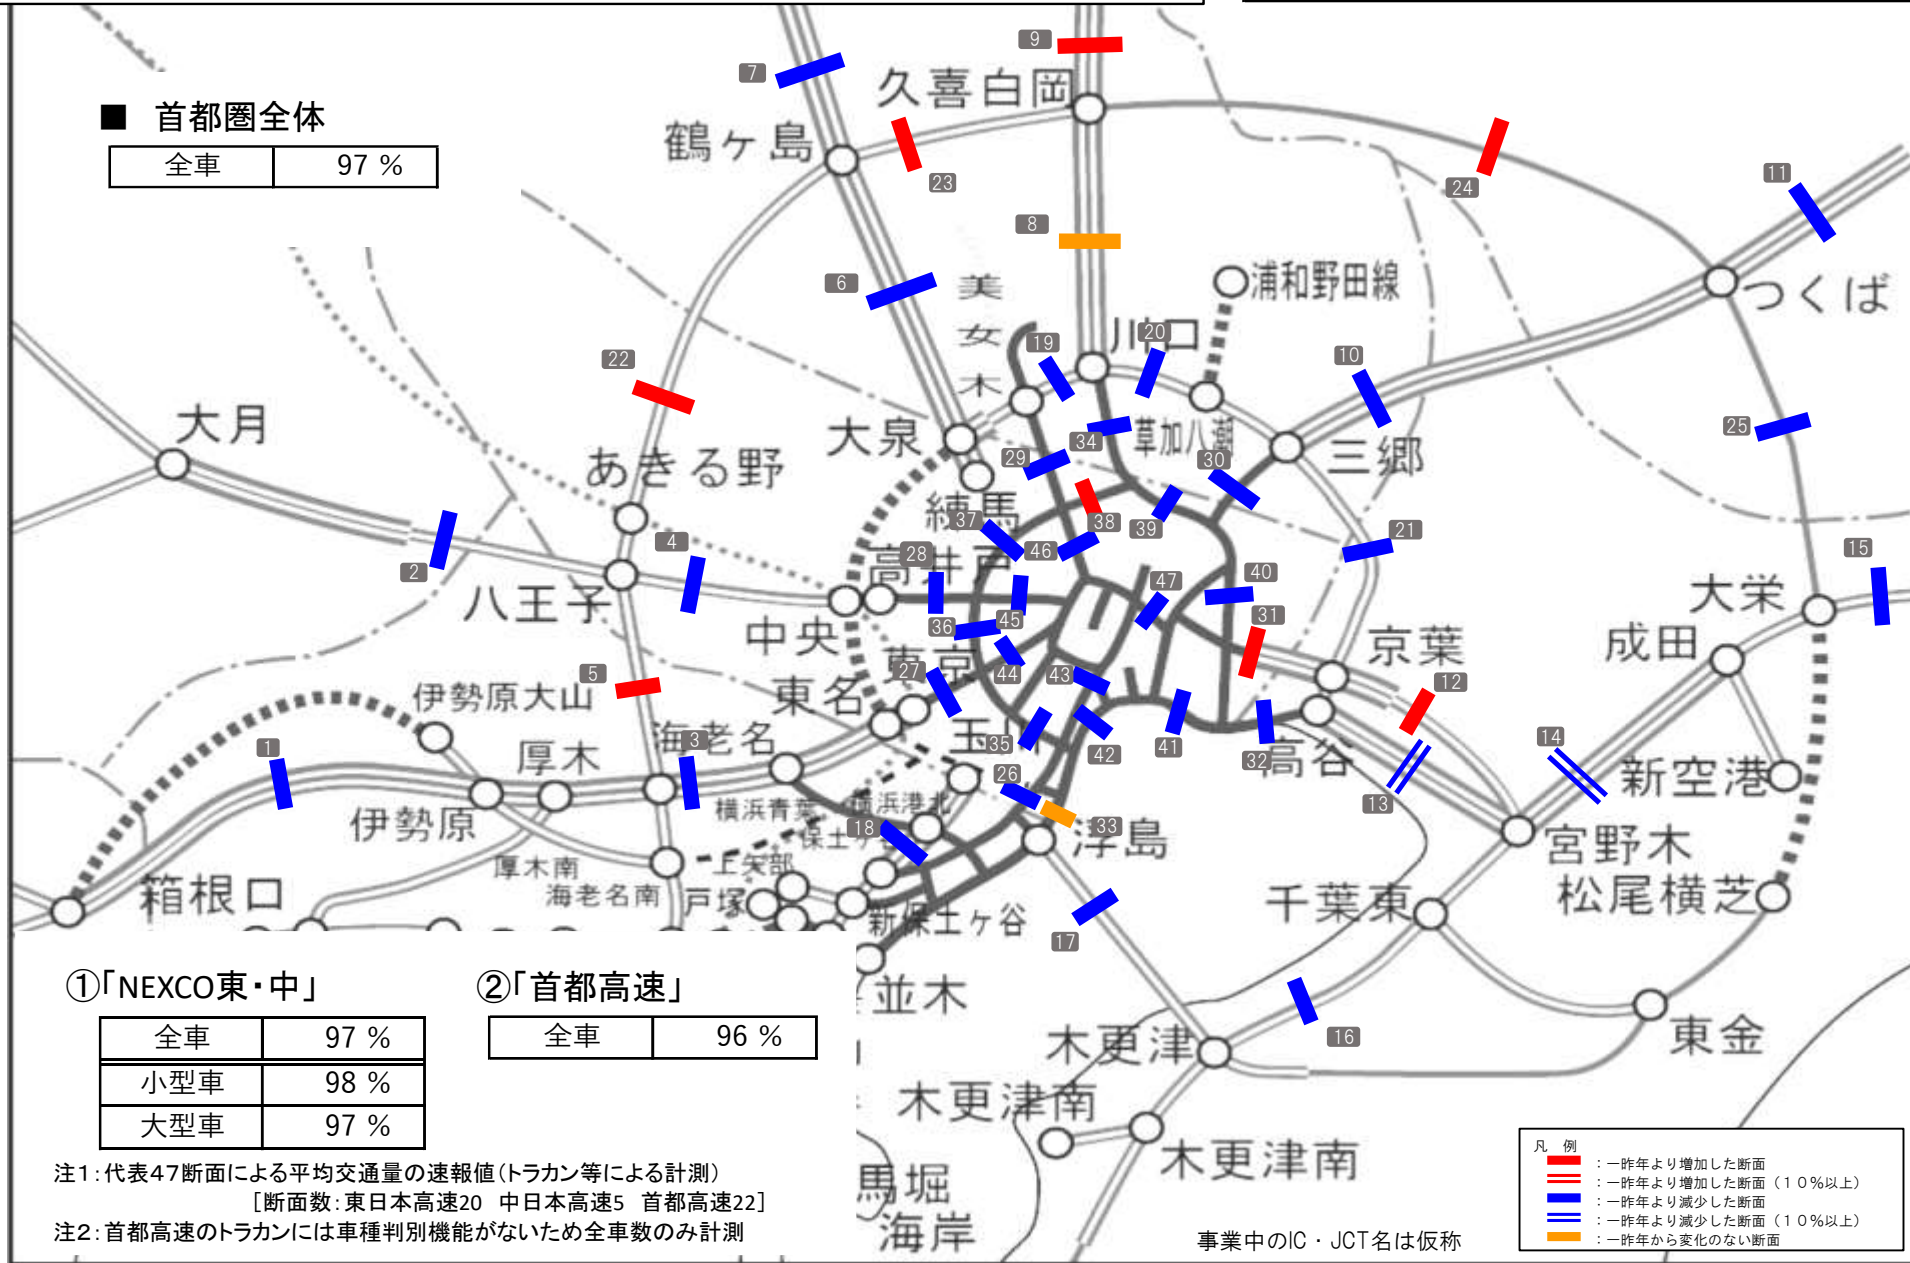 ■ 首都圏全体
全車 97 %
9
7
久喜白岡
鶴ヶ島
23
24
11
8
6
美女木
浦和野田線
つくば
川口
19
20
10
22
大月
あきる野
大泉
34
草加八潮
29
30
三郷
25
練馬
37
38
39
46
21
2
4
28
高井戸
47
40
15
八王子
中央
36
45
31
大栄
成田
京葉
東京
5
伊勢原大山
27
44
43
12
東名
1
厚木
海老名
3
玉川
35
42
41
32
高谷
14
13
新空港
26
横浜青葉
横浜港北
伊勢原
18
33
浮島
宮野木
厚木南
上矢部
海老名南
戸塚
箱根口
新保土ヶ谷
千葉東
松尾横芝
17
並木
16
木更津
東金
木更津南
木更津南
馬堀
海岸
①「NEXCO東・中」
全車 97 %
小型車 98 %
大型車 97 %
②「首都高速」
全車 96 %
注1：代表47断面による平均交通量の速報値（トラカン等による計測）
［断面数：東日本高速20 中日本高速5 首都高速22］
注2：首都高速のトラカンには車種判別機能がないため全車数のみ計測
事業中のIC・JCT名は仮称
凡 例
：一昨年より増加した断面
：一昨年より増加した断面（１０％以上）
：一昨年より減少した断面
：一昨年より減少した断面（１０％以上）
：一昨年から変化のない断面